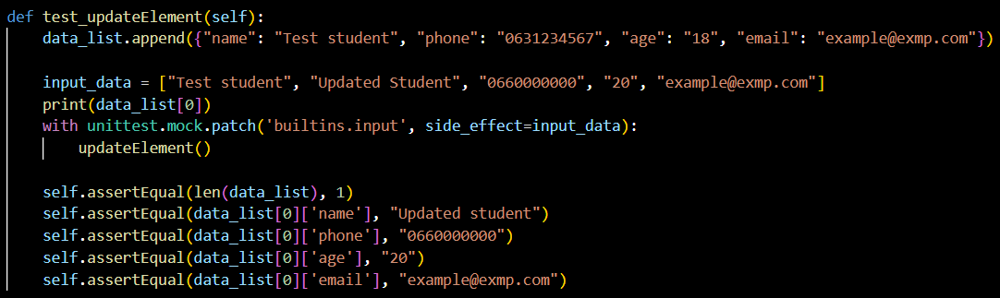 def test_updateElement(self):
    data_list.append({"name": "Test student", "phone": "0631234567", "age": "18", "email": "example@exmp.com"})
    input_data = ["Test student", "Updated Student", "0660000000", "20", "example@exmp.com"]
    print(data_list[0])
    with unittest.mock.patch('builtins.input', side_effect=input_data):
        updateElement()
    self.assertEqual(len(data_list), 1)
    self.assertEqual(data_list[0]['name'], "Updated student")
    self.assertEqual(data_list[0]['phone'], "0660000000")
    self.assertEqual(data_list[0]['age'], "20")
    self.assertEqual(data_list[0]['email'], "example@exmp.com")